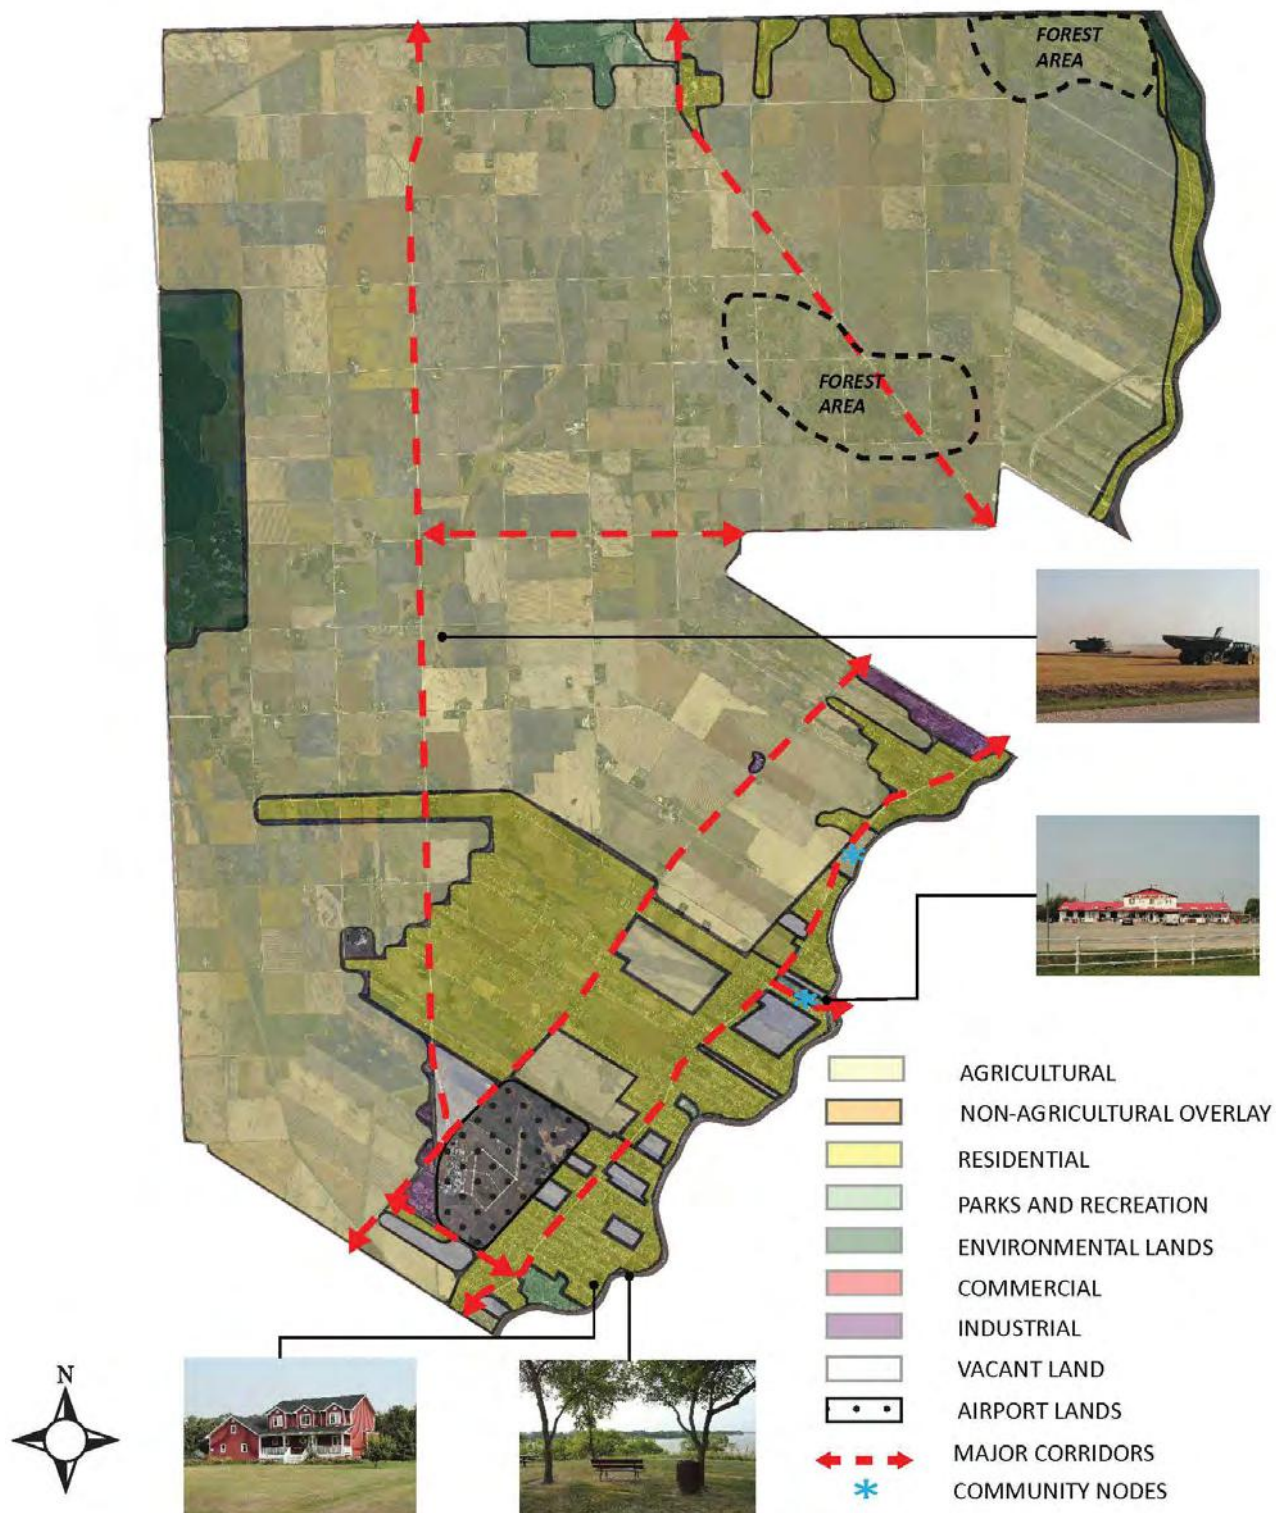 FOREST
AREA
FOREST
AREA
AGRICULTURAL
NON-AGRICULTURAL OVERLAY
RESIDENTIAL
PARKS AND RECREATION
ENVIRONMENTAL LANDS
COMMERCIAL
INDUSTRIAL
VACANT LAND
AIRPORT LANDS
MAJOR CORRIDORS
COMMUNITY NODES
N